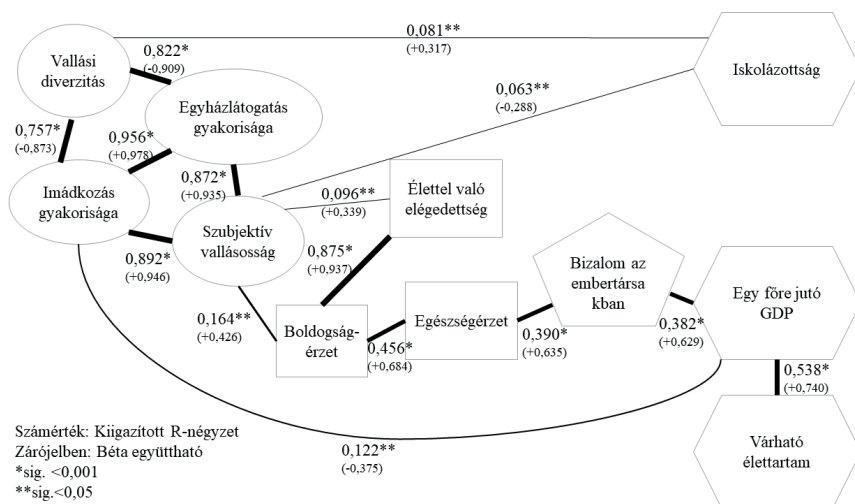 0,081**
(+0,317)
Vallási
diverzitás
0,822*
(-0,909)
Iskolázottság
Egyházlátogatás
gyakorisága
0,063**
(-0,288)
0,757*
(-0,873)
0,956*
(+0,978)
Imádkozás
gyakorisága
0,872*
(+0,935)
0,096**
(+0,339)
Élettel való
elégedettség
Szubjektív
vallásosság
0,892*
(+0,946)
0,875*
(+0,937)
Bizalom az
embertársa
kban
Egy főre jutó
GDP
0,164**
(+0,426)
Boldogság-
érzet
Egészségérzet
0,456*
(+0,684)
0,390*
(+0,635)
0,382*
(+0,629)
0,538*
(+0,740)
Számérték: Kiigazított R-négyzet
Zárójelben: Béta együttható
*sig. <0,001
**sig.<0,05
0,122**
(-0,375)
Várható
élettartam